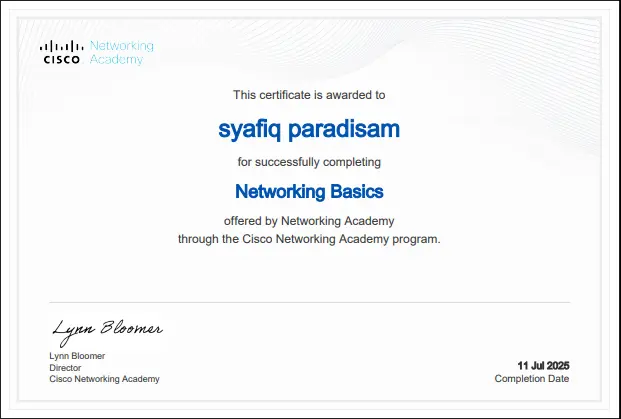 CISCO
Networking
Academy
This certificate is awarded to
syafiq paradisam
for successfully completing
Networking Basics
offered by Networking Academy
through the Cisco Networking Academy program.
Lynn Bloomer
Lynn Bloomer
Director
Cisco Networking Academy
11 Jul 2025
Completion Date